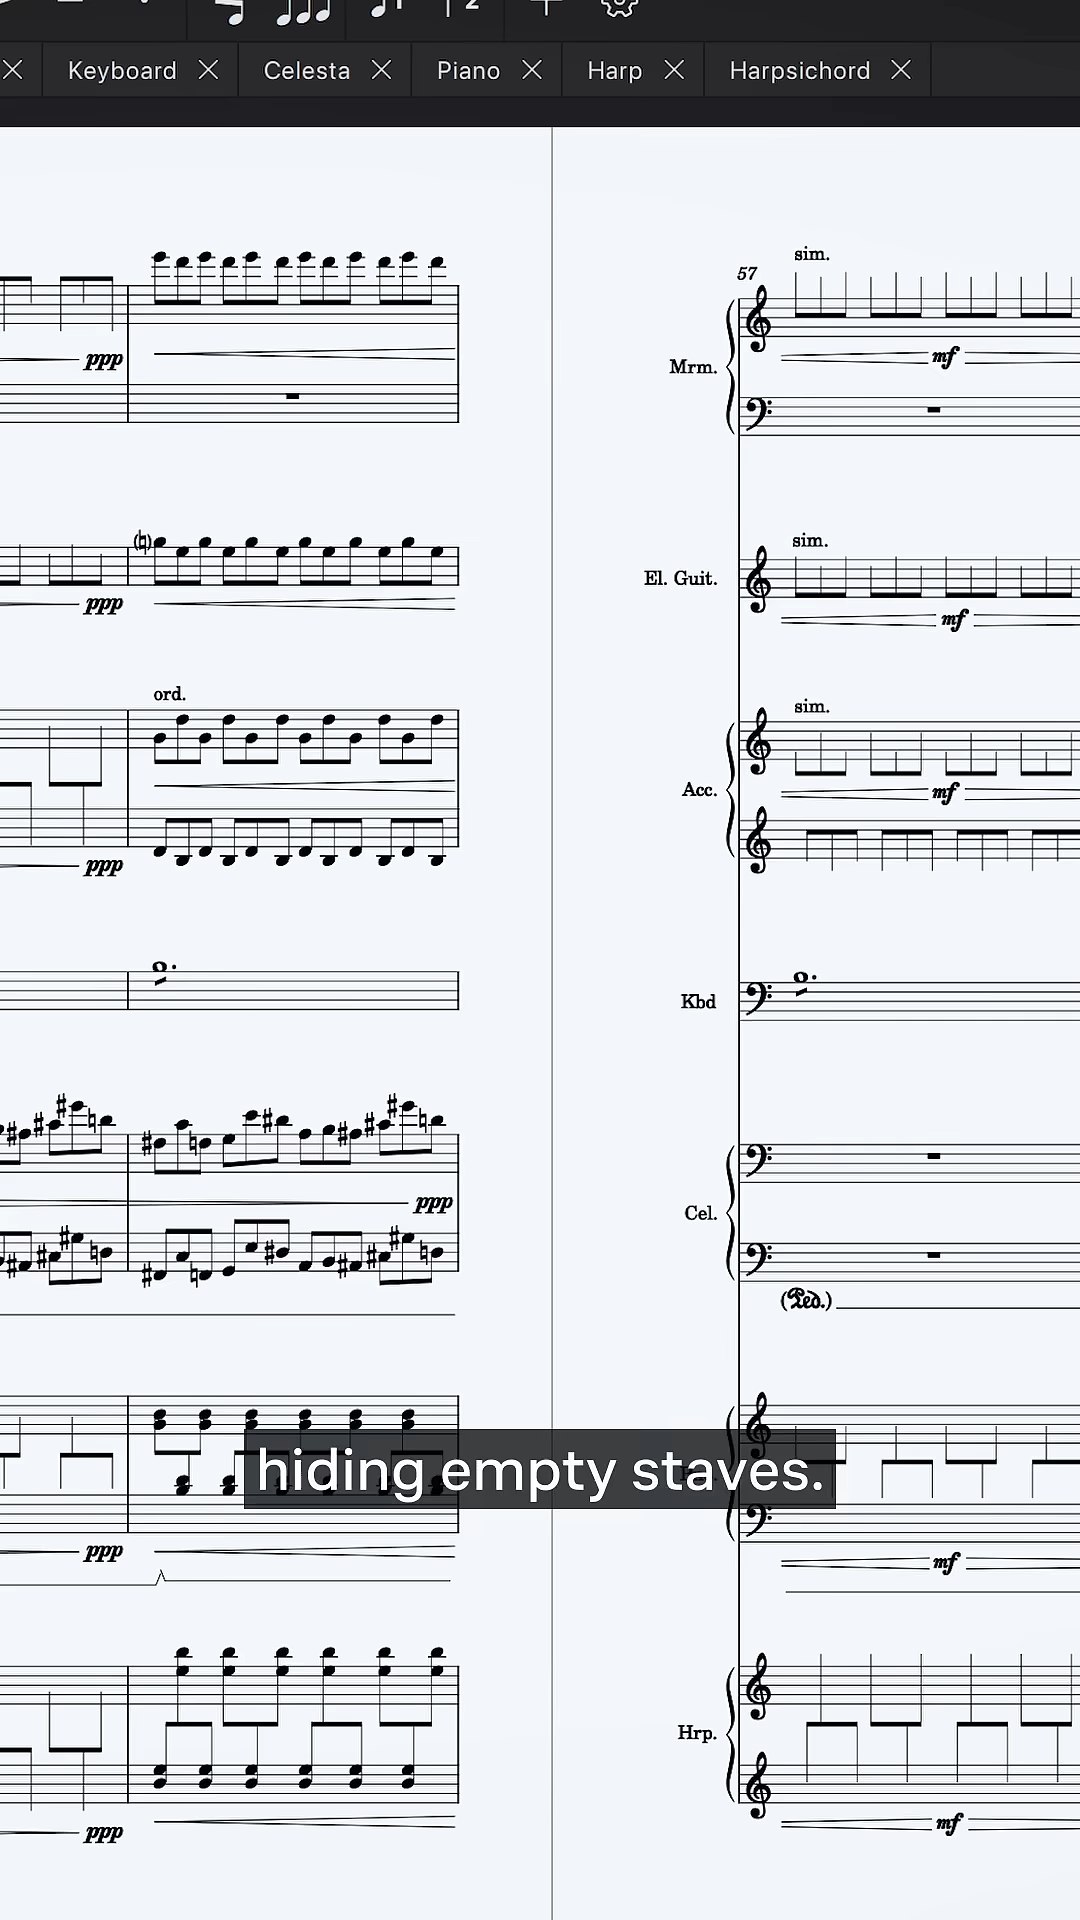 Keyboard Celesta Piano Harp Harpsichord
ppp
ppp
ord.
ppp
ppp
ppp
ppp
57
sim.
Mrm.
mf
sim.
El. Guit.
mf
sim.
Acc.
mf
Kbd
Cel.
(Ped.)
hiding empty staves.
mf
Hrp.
mf